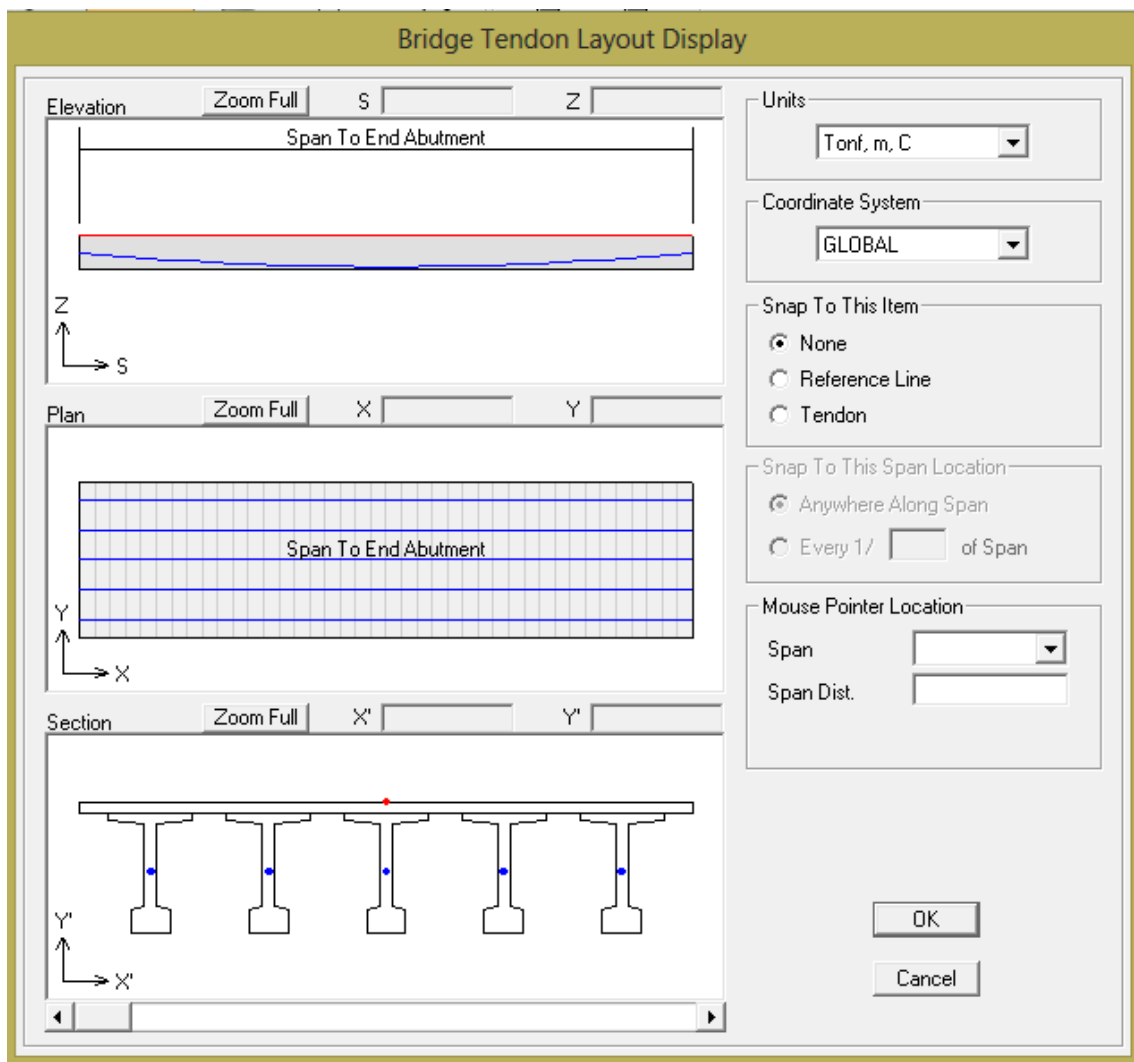 Bridge Tendon Layout Display
Elevation Zoom Full S Z
Span To End Abutment
Z
S
Plan Zoom Full X Y
Span To End Abutment
Y
X
Section Zoom Full X' Y'
Y'
X'
Units
Tonf, m, C
Coordinate System
GLOBAL
Snap To This Item
None
Reference Line
Tendon
Snap To This Span Location
Anywhere Along Span
Every 1/ of Span
Mouse Pointer Location
Span
Span Dist.
OK
Cancel